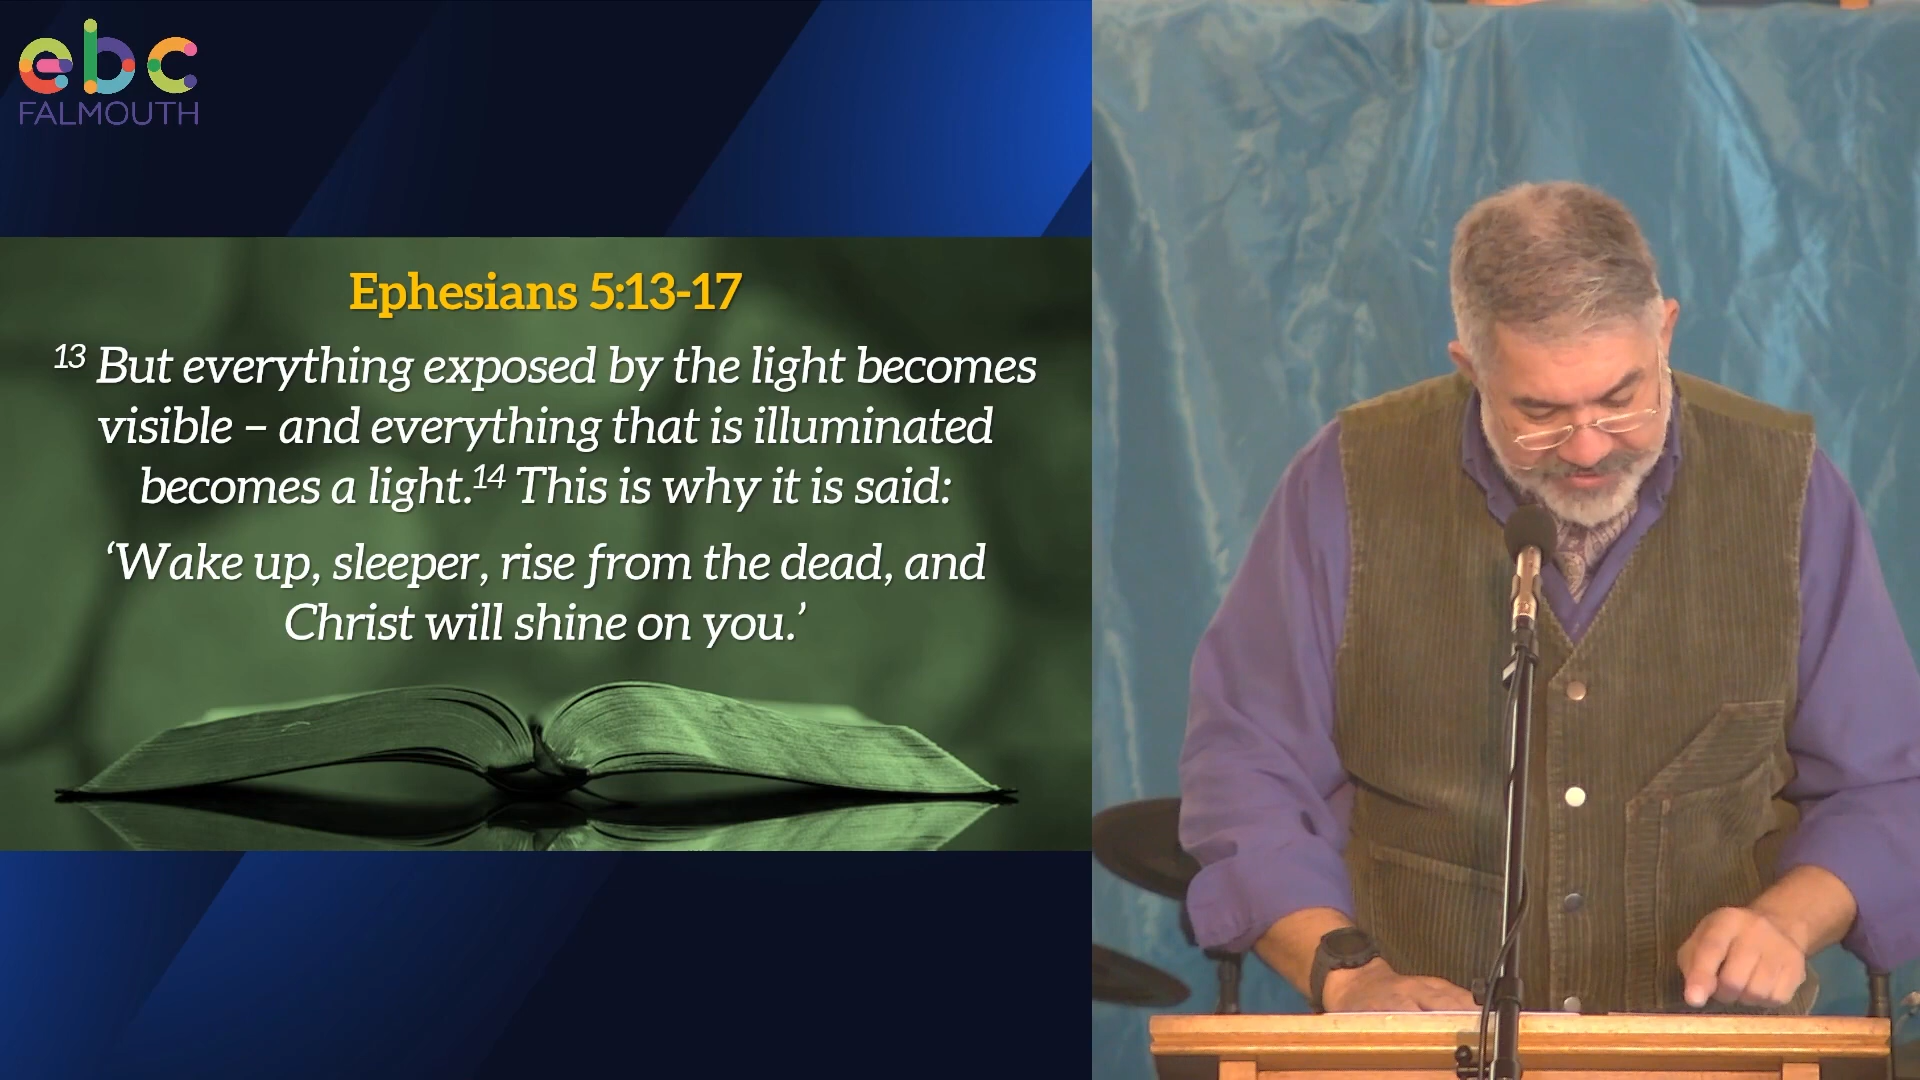 ebc
FALMOUTH
Ephesians 5:13-17
13 But everything exposed by the light becomes
visible – and everything that is illuminated
becomes a light.14 This is why it is said:
‘Wake up, sleeper, rise from the dead, and
Christ will shine on you.’